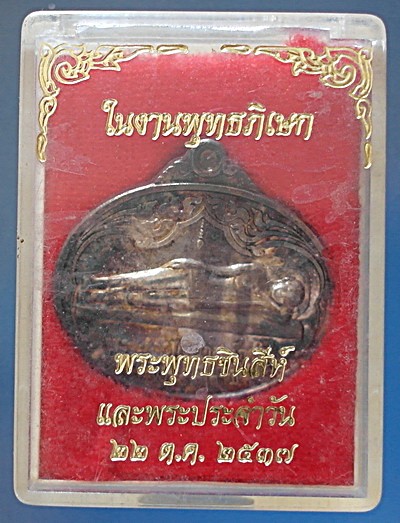 ในงานพุทธภิเษก
พระพุทธชินสีห์
และพระประจำวัน
๒๒ ต.ค. ๒๕๓๗